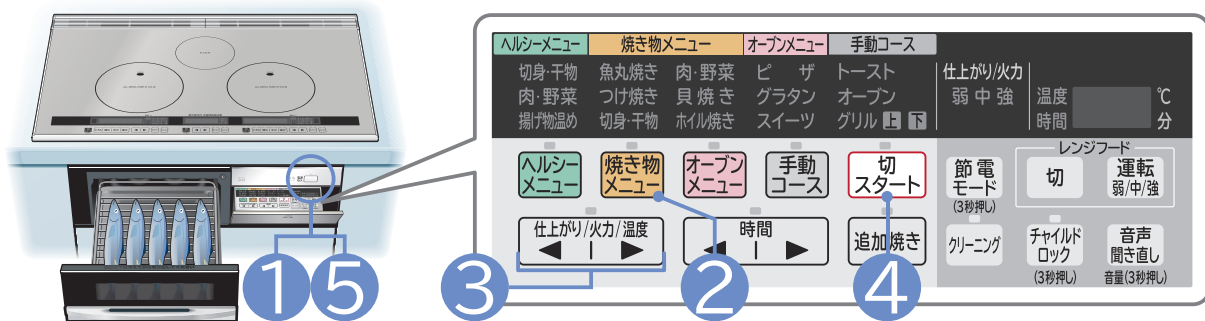 ヘルシーメニュー 焼き物メニュー オーブンメニュー 手動コース
切身・干物 魚丸焼き 肉・野菜 ピザ トースト
肉・野菜 つけ焼き 貝焼き グラタン オーブン
揚げ物温め 切身・干物 ホイル焼き スイーツ グリル 上 下
仕上がり/火力
弱 中 強
温度 ℃
時間 分
ヘルシー
メニュー
焼き物
メニュー
オーブン
メニュー
手動
コース
切
スタート
節電
モード
(3秒押し)
レンジフード
切
運転
弱/中/強
仕上がり/火力/温度
◀ ▶
時間
◀ ▶
追加焼き
クリーニング
チャイルド
ロック
(3秒押し)
音声
聞き直し
音量(3秒押し)
1 5 3 2 4